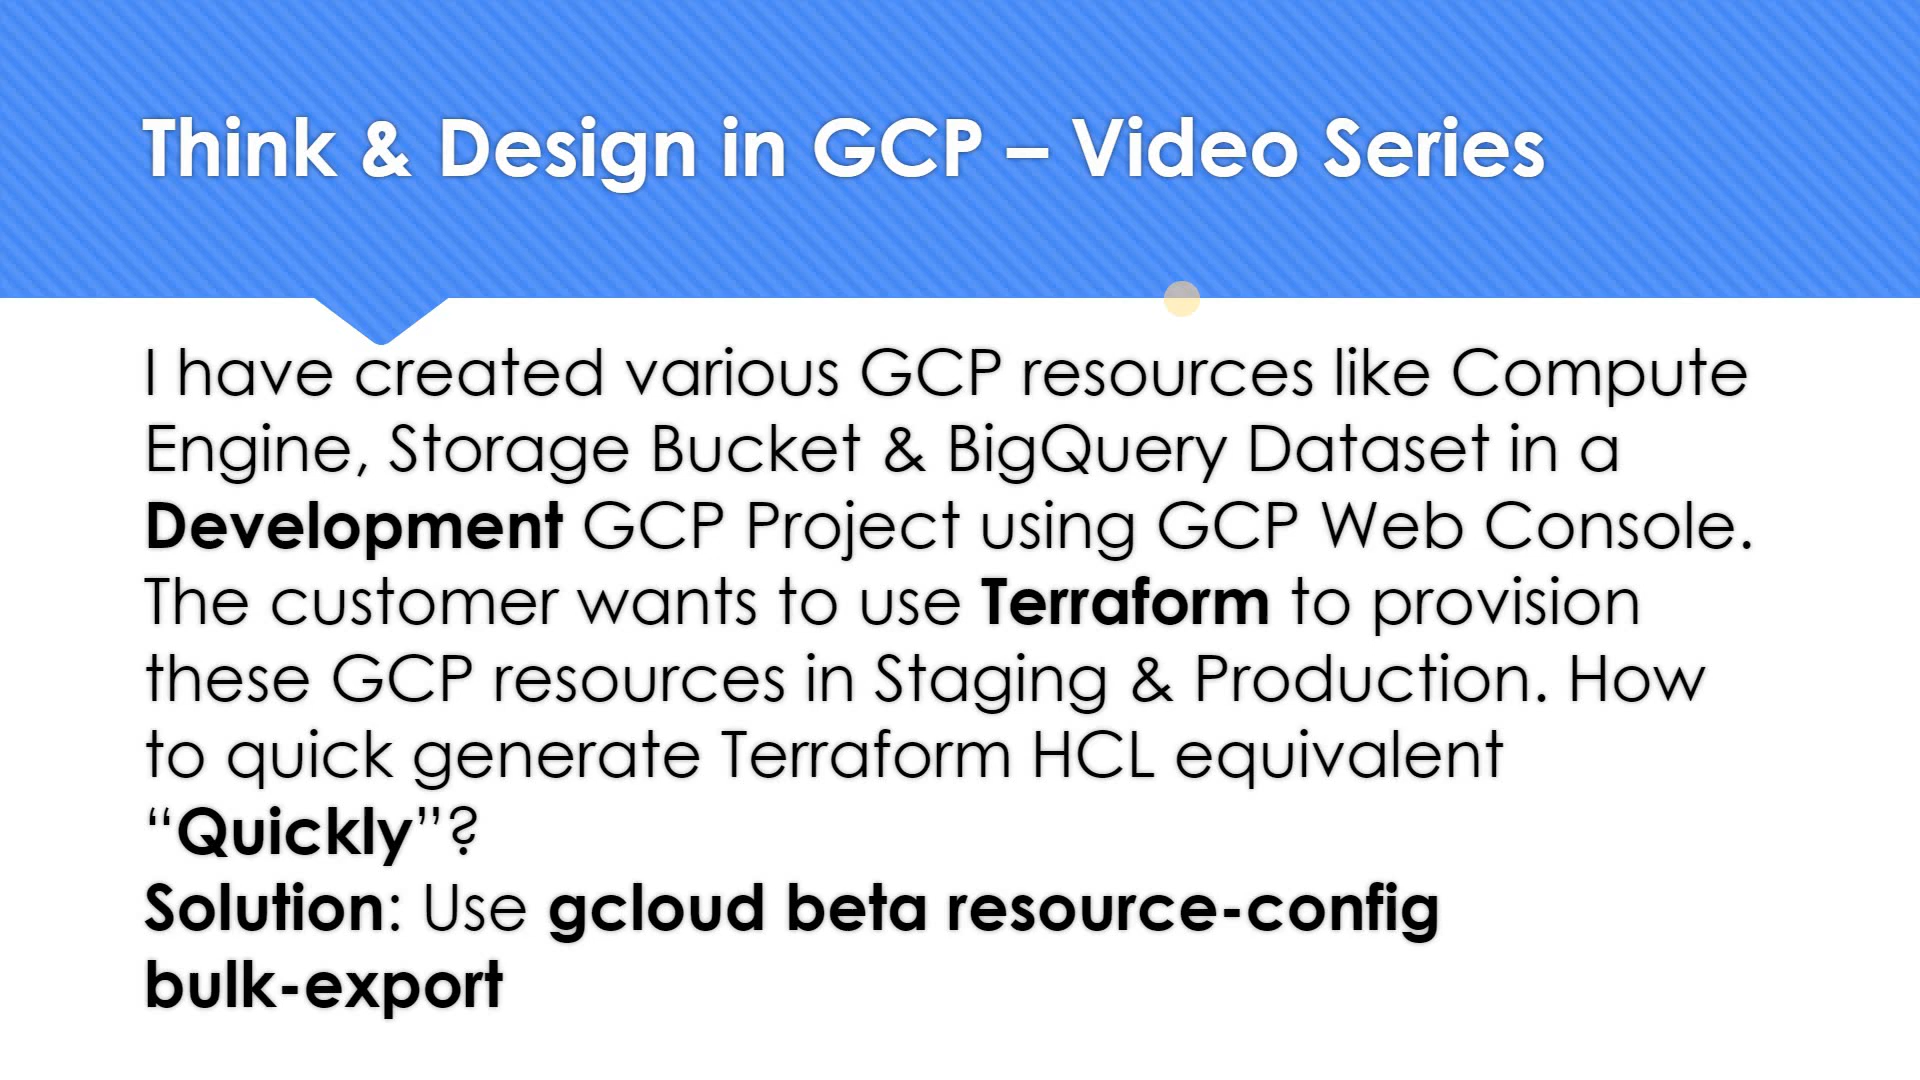 Think & Design in GCP – Video Series
I have created various GCP resources like Compute
Engine, Storage Bucket & BigQuery Dataset in a
Development GCP Project using GCP Web Console.
The customer wants to use Terraform to provision
these GCP resources in Staging & Production. How
to quick generate Terraform HCL equivalent
“Quickly”?
Solution: Use gcloud beta resource-config
bulk-export